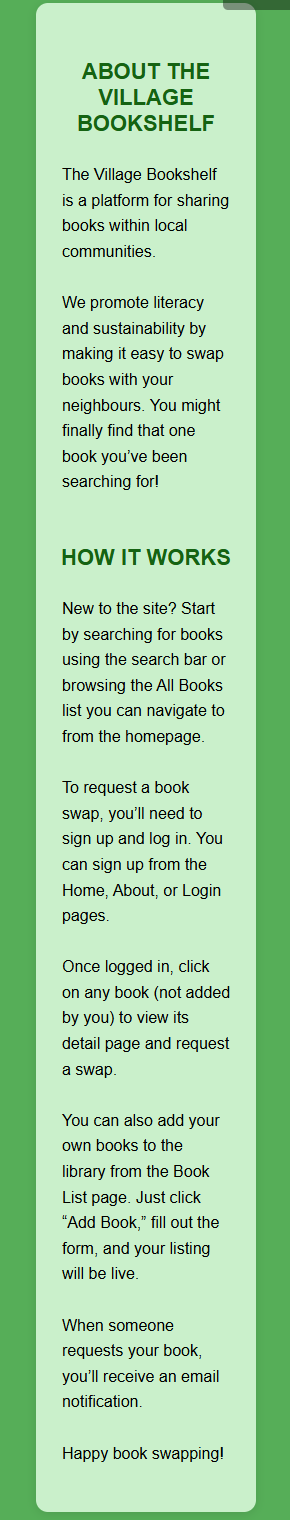 ABOUT THE
VILLAGE
BOOKSHELF
The Village Bookshelf
is a platform for sharing
books within local
communities.
We promote literacy
and sustainability by
making it easy to swap
books with your
neighbours. You might
finally find that one
book you’ve been
searching for!
HOW IT WORKS
New to the site? Start
by searching for books
using the search bar or
browsing the All Books
list you can navigate to
from the homepage.
To request a book
swap, you’ll need to
sign up and log in. You
can sign up from the
Home, About, or Login
pages.
Once logged in, click
on any book (not added
by you) to view its
detail page and request
a swap.
You can also add your
own books to the
library from the Book
List page. Just click
“Add Book,” fill out the
form, and your listing
will be live.
When someone
requests your book,
you’ll receive an email
notification.
Happy book swapping!